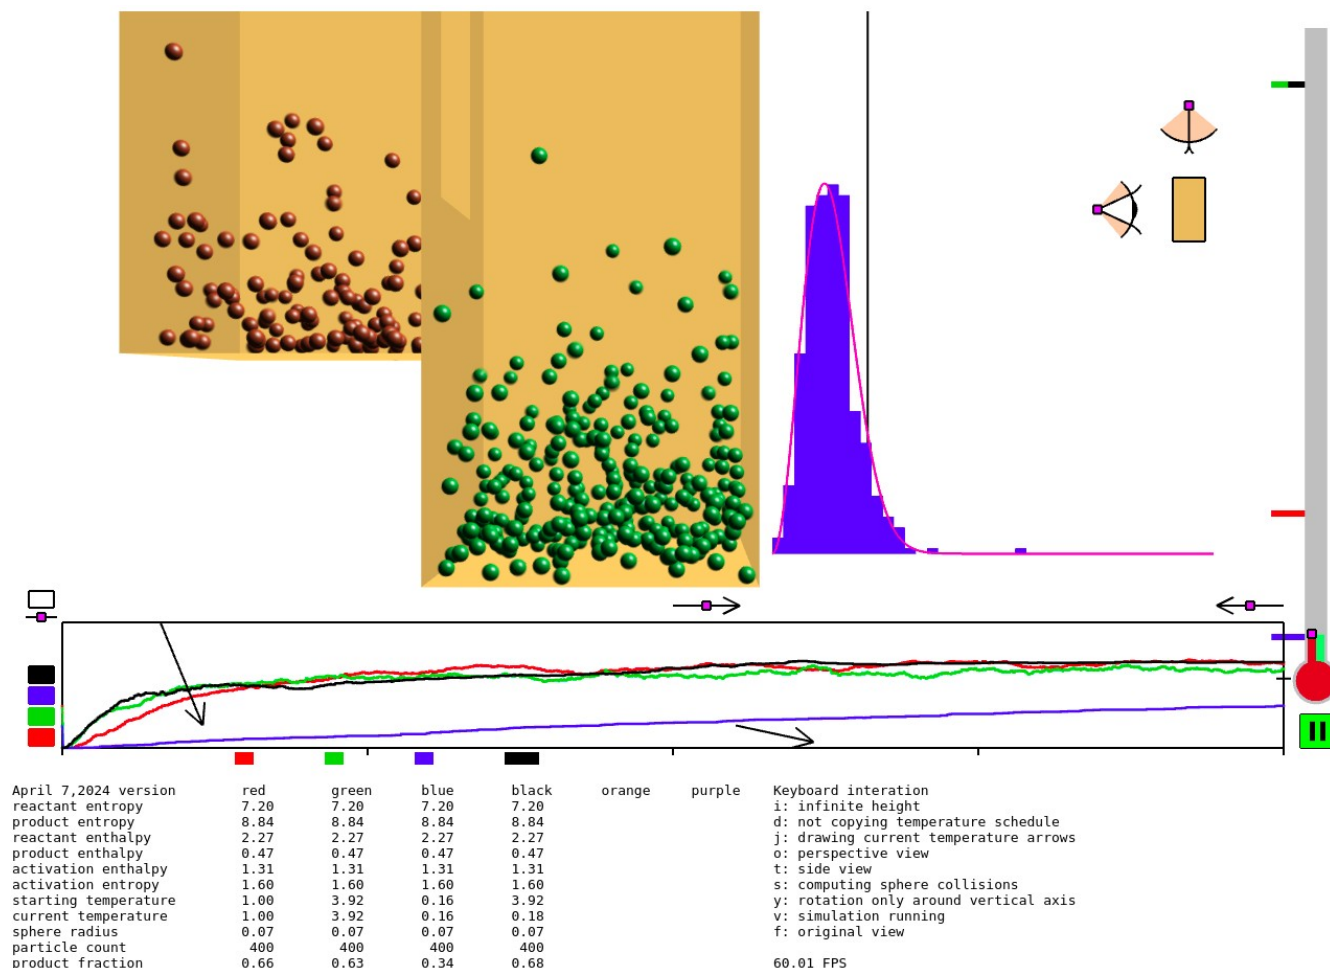 April 7,2024 version red green blue black orange purple Keyboard interation
reactant entropy 7.20 7.20 7.20 7.20 i: infinite height
product entropy 8.84 8.84 8.84 8.84 d: not copying temperature schedule
reactant enthalpy 2.27 2.27 2.27 2.27 j: drawing current temperature arrows
product enthalpy 0.47 0.47 0.47 0.47 o: perspective view
activation enthalpy 1.31 1.31 1.31 1.31 t: side view
activation entropy 1.60 1.60 1.60 1.60 s: computing sphere collisions
starting temperature 1.00 3.92 0.16 3.92 y: rotation only around vertical axis
current temperature 1.00 3.92 0.16 0.18 v: simulation running
sphere radius 0.07 0.07 0.07 0.07 f: original view
particle count 400 400 400 400
product fraction 0.66 0.63 0.34 0.68 60.01 FPS